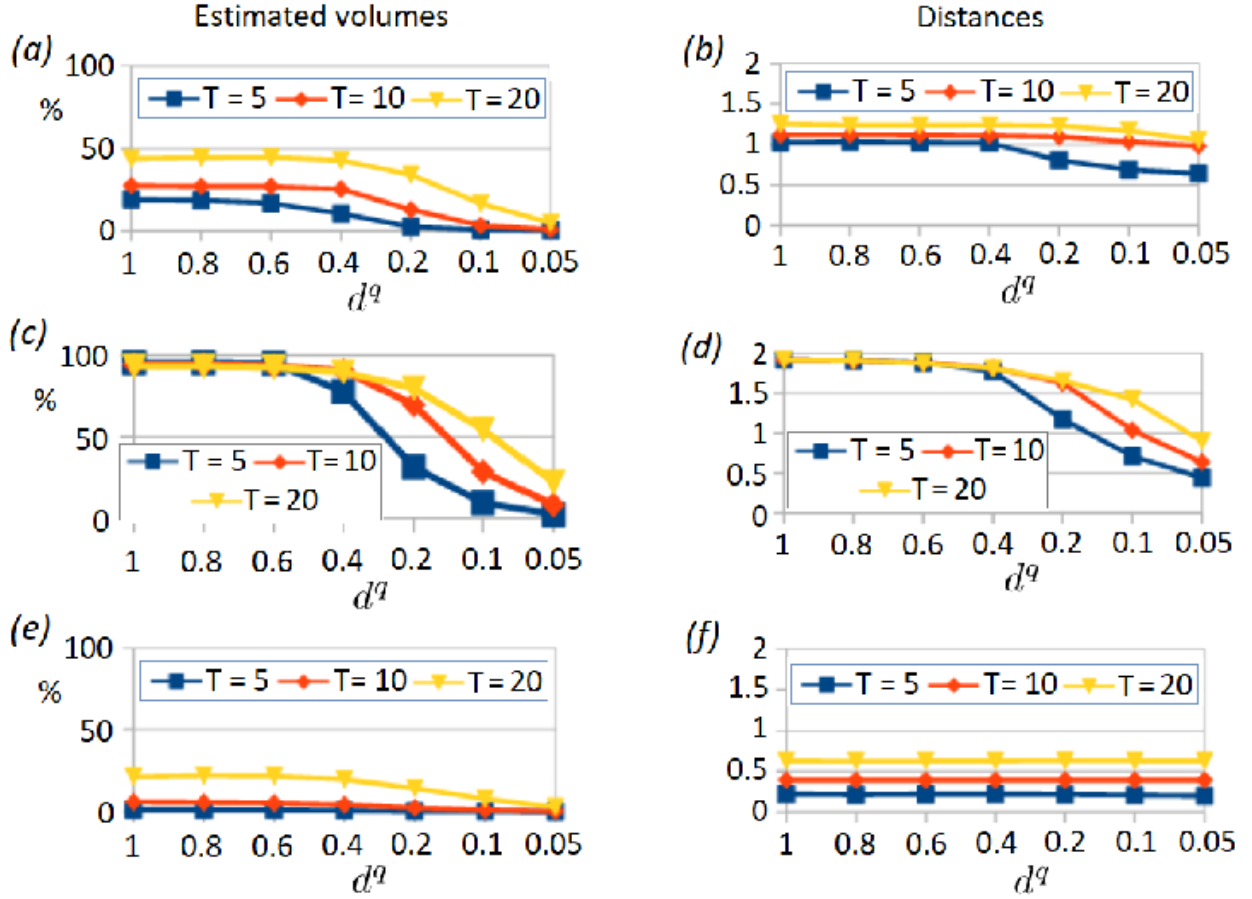 Estimated volumes
Distances
(a)
100
%
50
0
T = 5
T= 10
T= 20
1 0.8 0.6 0.4 0.2 0.1 0.05
d^q
(b)
2
1.5
1
0.5
0
T = 5
T= 10
T= 20
1 0.8 0.6 0.4 0.2 0.1 0.05
d^q
(c)
100
%
50
0
T = 5
T= 10
T = 20
1 0.8 0.6 0.4 0.2 0.1 0.05
d^q
(d)
2
1.5
1
0.5
0
T = 5
T= 10
T = 20
1 0.8 0.6 0.4 0.2 0.1 0.05
d^q
(e)
100
%
50
0
T = 5
T= 10
T= 20
1 0.8 0.6 0.4 0.2 0.1 0.05
d^q
(f)
2
1.5
1
0.5
0
T = 5
T= 10
T = 20
1 0.8 0.6 0.4 0.2 0.1 0.05
d^q